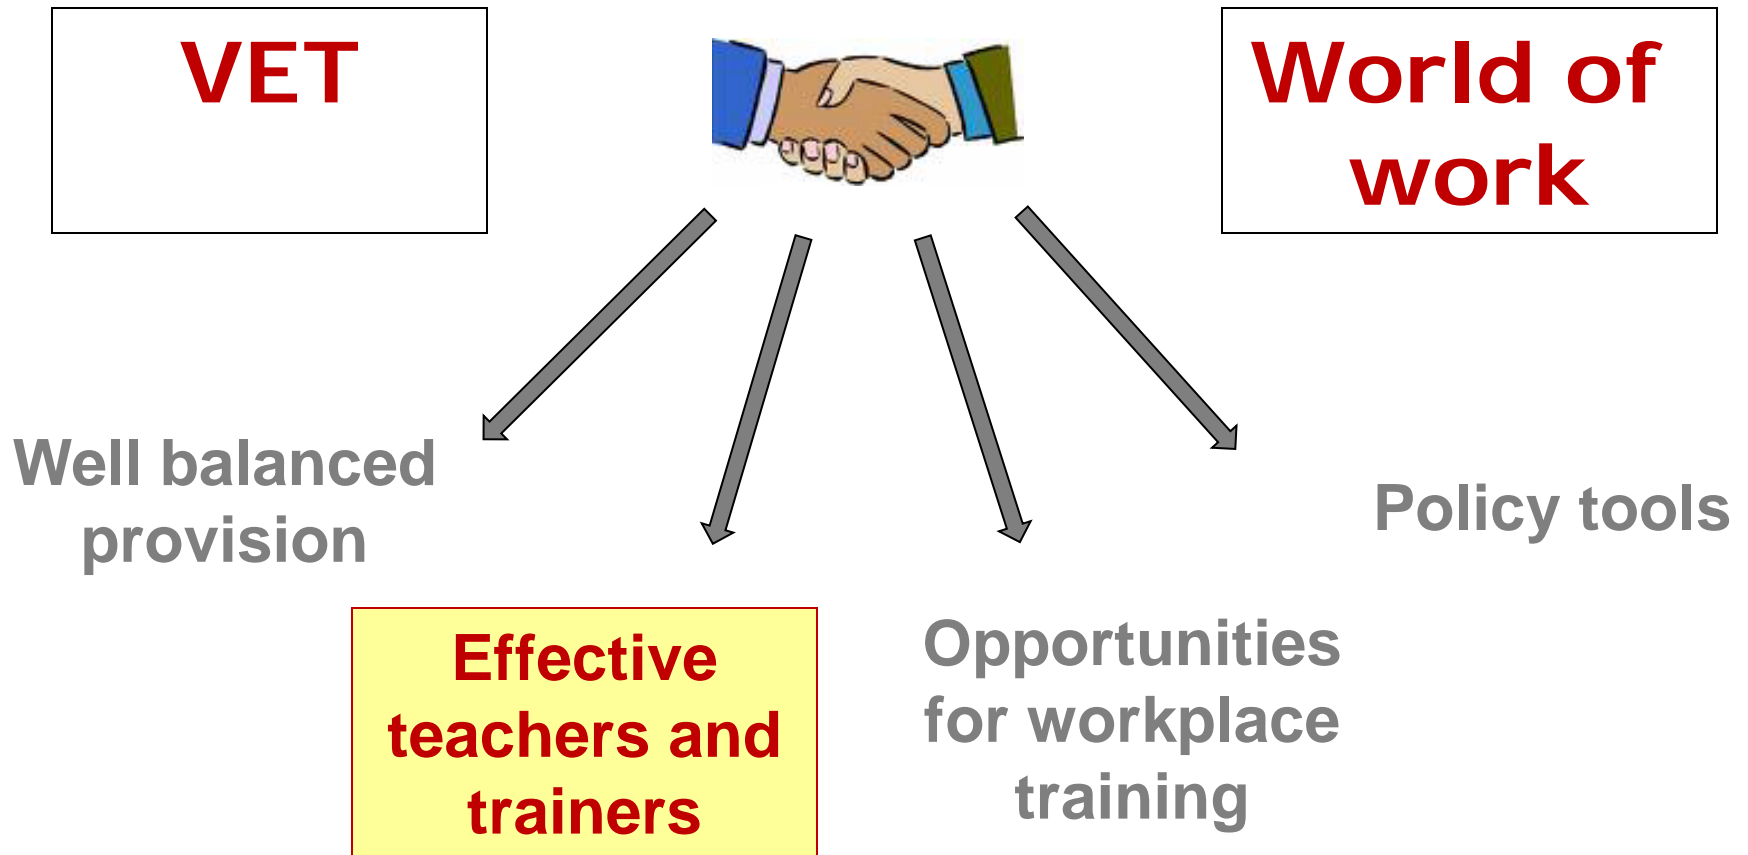 VET
World of
work
Well balanced
provision
Policy tools
Effective
teachers and
trainers
Opportunities
for workplace
training